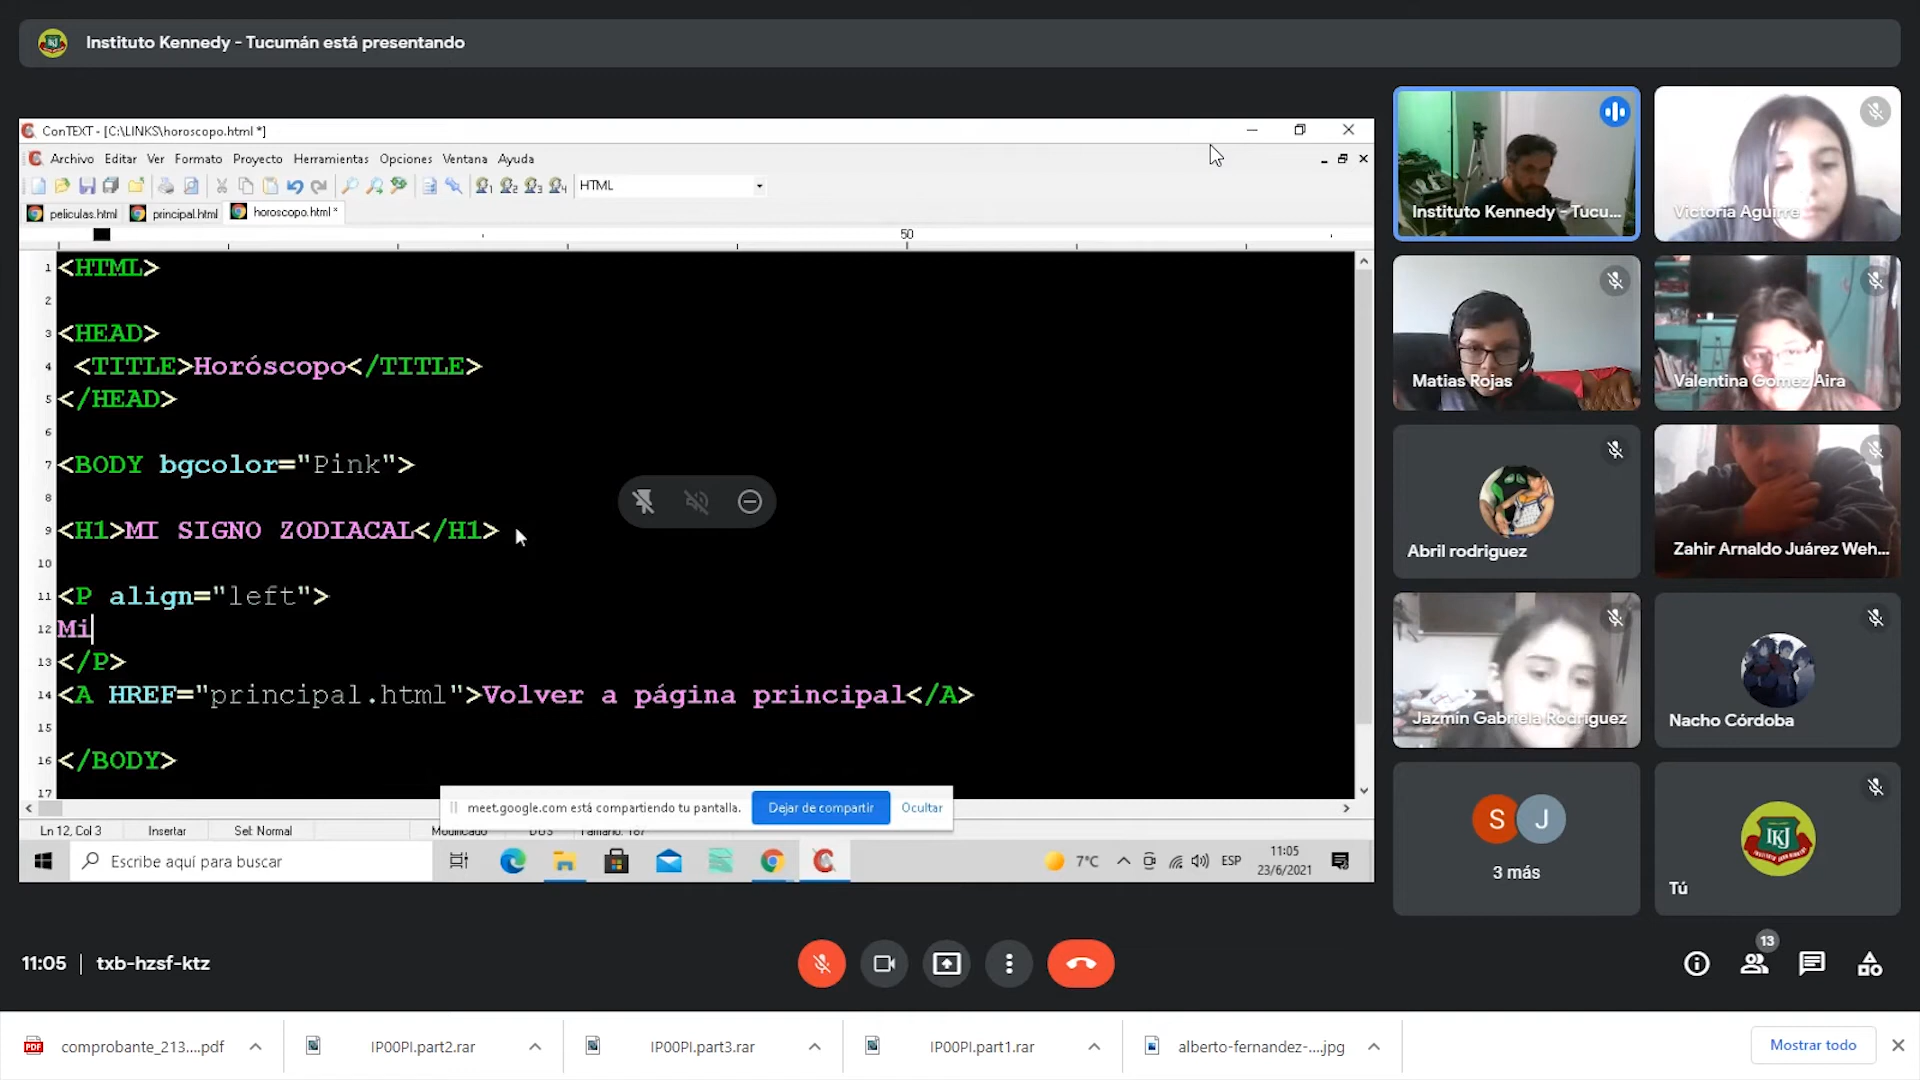 Instituto Kennedy - Tucumán está presentando
ConTEXT - [C:\LINKS\horoscopo.html *]
Archivo Editar Ver Formato Proyecto Herramientas Opciones Ventana Ayuda
HTML
peliculas.html principal.html horoscopo.html *
50
1 <HTML>
2
3 <HEAD>
4 <TITLE>Horóscopo</TITLE>
5 </HEAD>
6
7 <BODY bgcolor="Pink">
8
9 <H1>MI SIGNO ZODIACAL</H1>
10
11 <P align="left">
12 Mi
13 </P>
14 <A HREF="principal.html">Volver a página principal</A>
15
16 </BODY>
17
meet.google.com está compartiendo tu pantalla. Dejar de compartir Ocultar
Ln 12, Col 3 Insertar Sel: Normal Modificado DOS Tamaño: 187
Escribe aquí para buscar
7°C ESP 11:05
23/6/2021
Instituto Kennedy - Tucu...
Victoria Aguirre
Matias Rojas
Valentina Gomez Aira
Abril rodriguez
Zahir Arnaldo Juárez Weh...
Jazmin Gabriela Rodriguez
Nacho Córdoba
S J
3 más
IKJ
Tú
11:05 | txb-hzsf-ktz
13
PDF comprobante_213....pdf
IP00PI.part2.rar
IP00PI.part3.rar
IP00PI.part1.rar
alberto-fernandez-....jpg
Mostrar todo